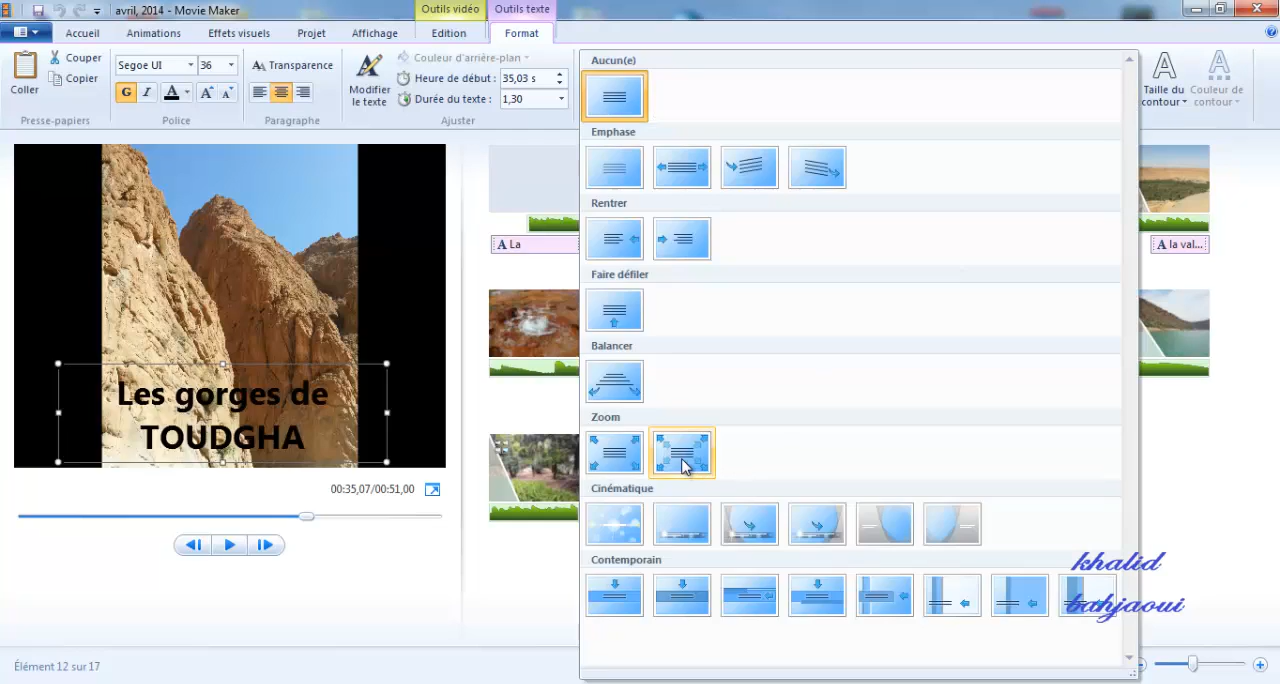 avril, 2014 - Movie Maker
Outils vidéo
Outils texte
Accueil
Animations
Effets visuels
Projet
Affichage
Edition
Format
Coller
Couper
Copier
Presse-papiers
Segoe UI
36
G
I
A
A
A
Police
Transparence
Paragraphe
Modifier
le texte
Couleur d'arrière-plan
Heure de début : 35,03 s
Durée du texte : 1,30
Ajuster
Taille du
contour
Couleur de
contour
Aucun(e)
Emphase
Rentrer
Faire défiler
Balancer
Zoom
Cinématique
Contemporain
Les gorges de
TOUDGHA
00:35,07/00:51,00
A La
A la val...
khalid
bahjaoui
Élément 12 sur 17